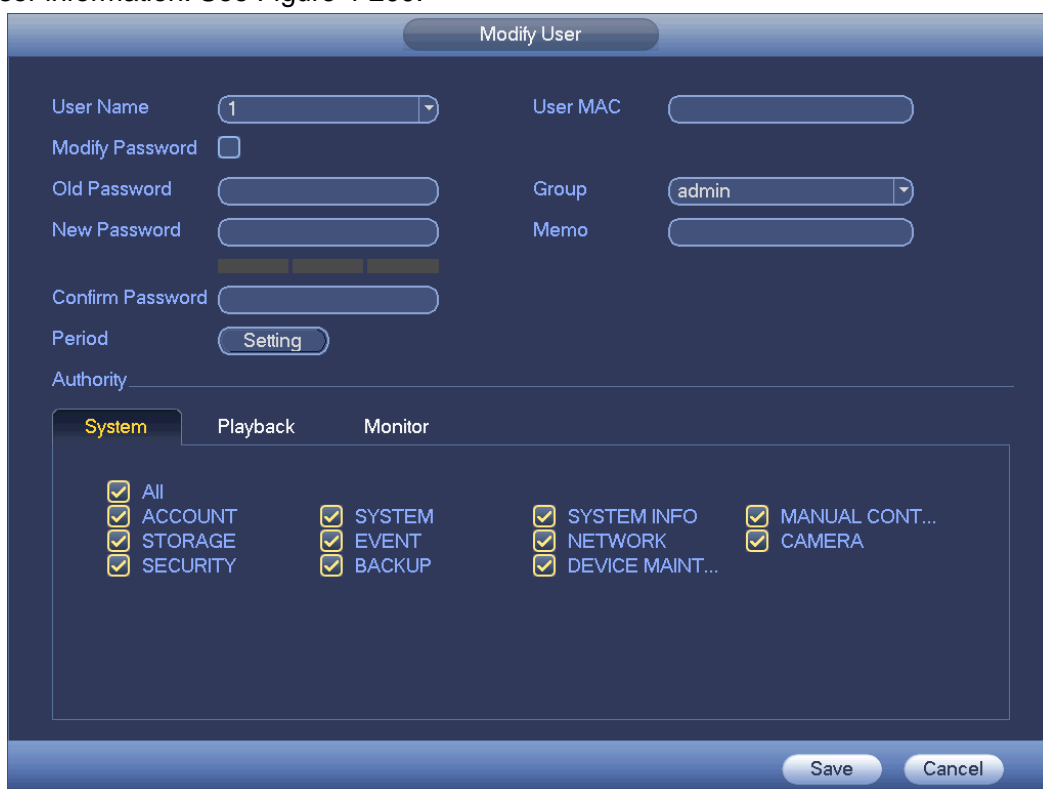 Modify User
User Name 1 User MAC
Modify Password
Old Password Group admin
New Password Memo
Confirm Password
Period Setting
Authority
System Playback Monitor
All
ACCOUNT SYSTEM SYSTEM INFO MANUAL CONT...
STORAGE EVENT NETWORK CAMERA
SECURITY BACKUP DEVICE MAINT...
Save Cancel